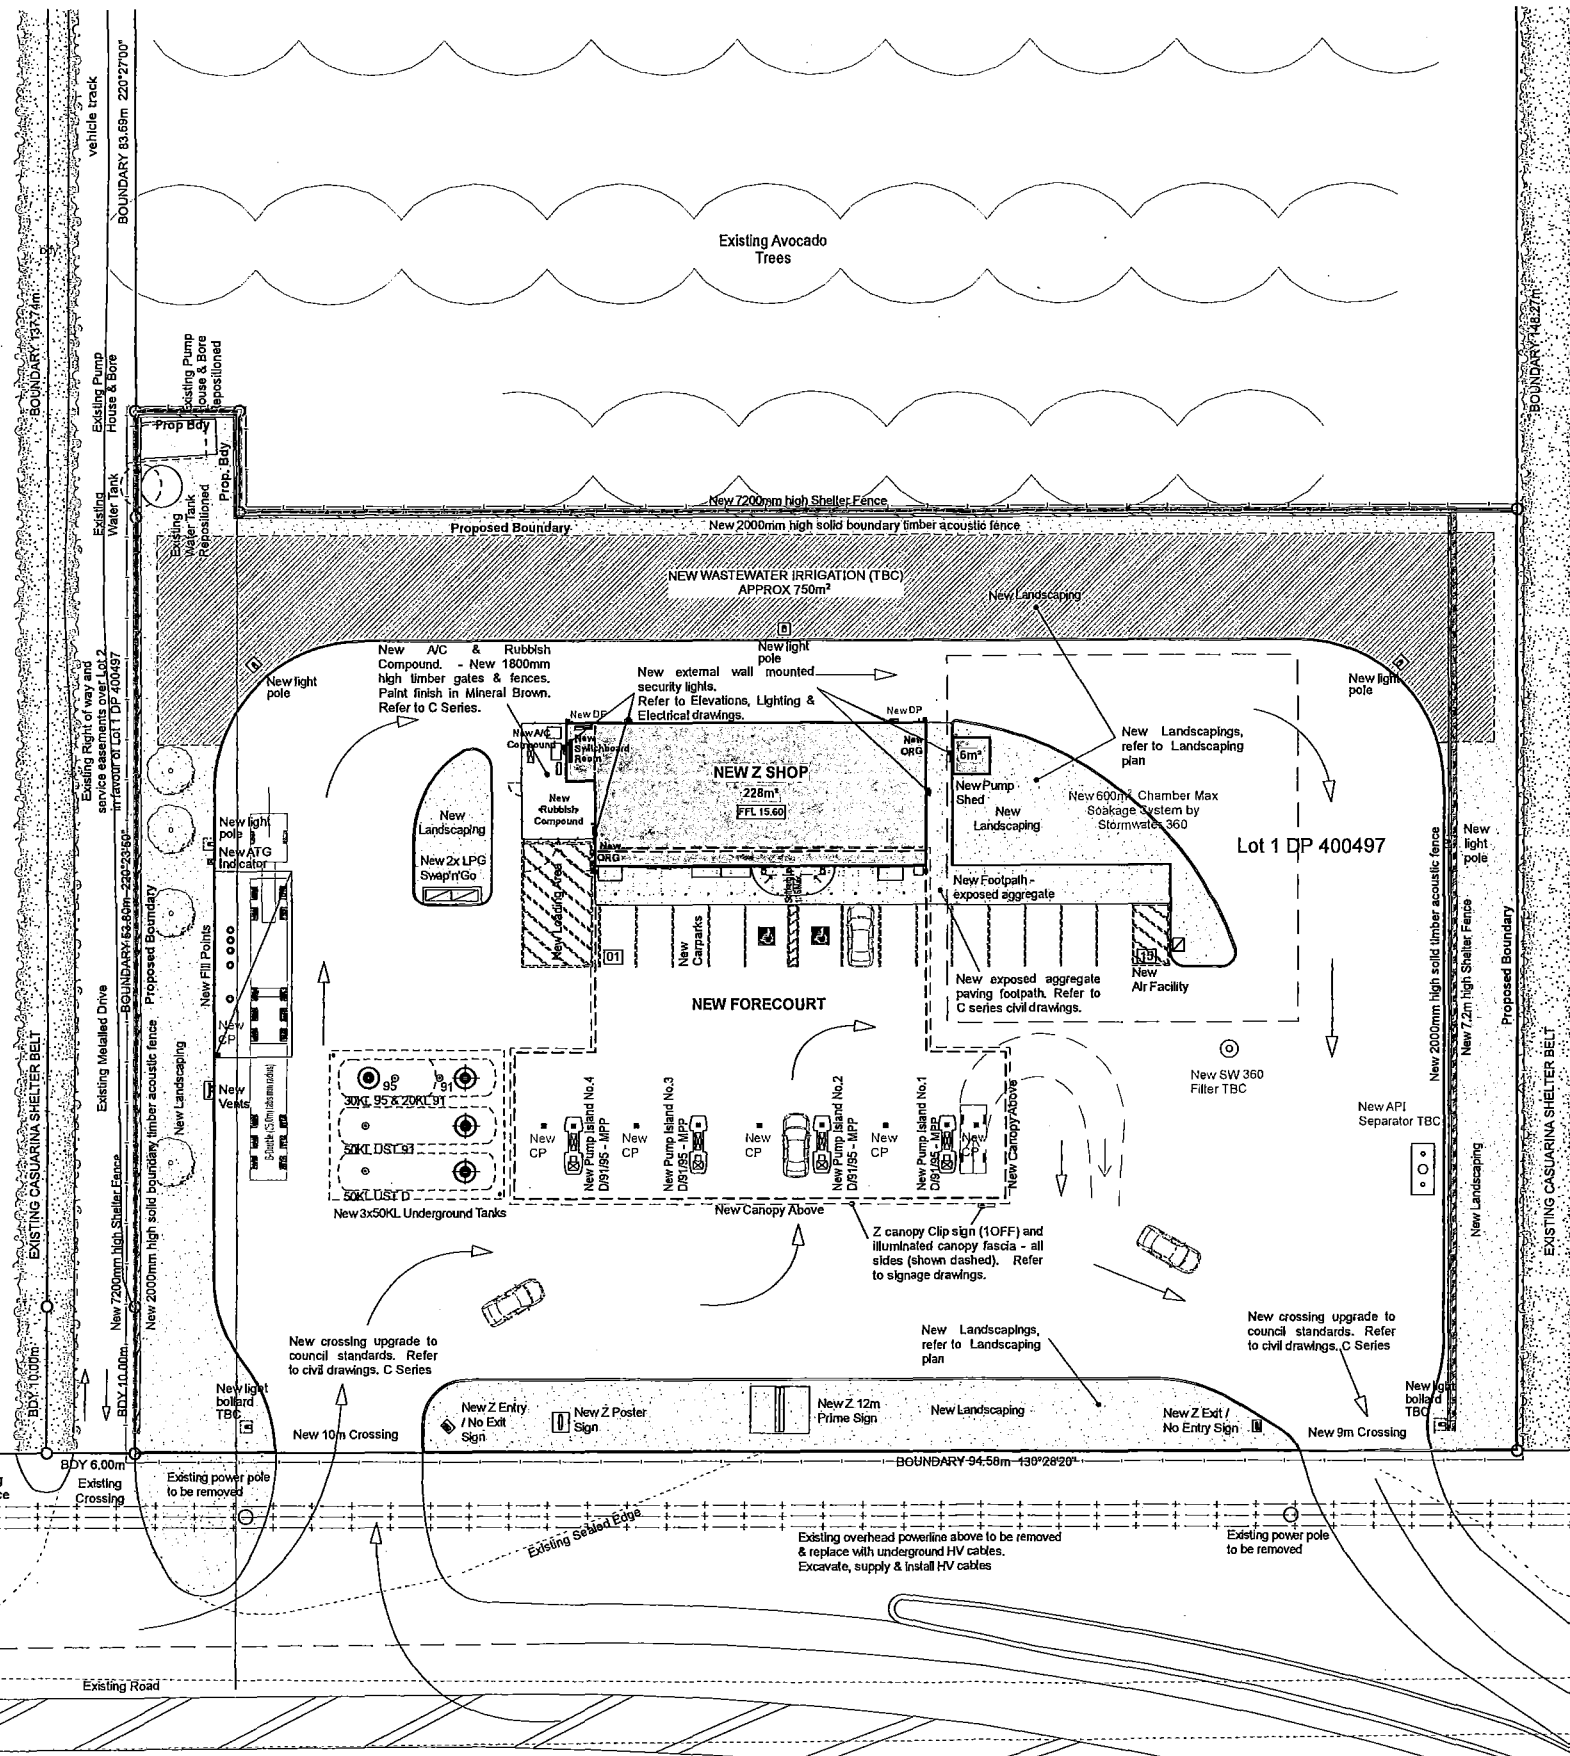 vehicle track
BOUNDARY 83.69m 220°27'00"
Existing Avocado
Trees
BOUNDARY 137.74m
BOUNDARY 148.27m
Existing Pump
House & Bore
Existing Pump
House & Bore
Repositioned
Prop Bdy
Prop. Bdy
Existing
Water Tank
Existing
Water Tank
Repositioned
New 7200mm high Shelter Fence
Proposed Boundary
New 2000mm high solid boundary timber acoustic fence
NEW WASTEWATER IRRIGATION (TBC)
APPROX 750m²
New Landscaping
New light
pole
New light
pole
New light
pole
New A/C & Rubbish
Compound. - New 1800mm
high timber gates & fences.
Paint finish in Mineral Brown.
Refer to C Series.
New external wall mounted
security lights.
Refer to Elevations, Lighting &
Electrical drawings.
Existing Right of way and
service easements over Lot 2
in favour of Lot 1 DP 400497
New DP
New DP
New A/C
Compound
New
Switchboard
Room
New
ORG
NEW Z SHOP
228m²
FFL 15.60
6m²
New Pump
Shed
New
Landscaping
New Landscapings,
refer to Landscaping
plan
New 600m² Chamber Max
Soakage System by
Stormwater 360
Lot 1 DP 400497
New
light
pole
New
Rubbish
Compound
New
Landscaping
New 2x LPG
Swap'n'Go
New
ORG
New Loading Area
New light
pole
New ATG
Indicator
New Footpath -
exposed aggregate
01
New
Carparks
15
New
Air Facility
New exposed aggregate
paving footpath. Refer to
C series civil drawings.
NEW FORECOURT
BOUNDARY 53.80m 220°23'50"
Proposed Boundary
New Fill Points
New
CP
New
Vents
New Landscaping
Existing Metalled Drive
EXISTING CASUARINA SHELTER BELT
New 7200mm high Shelter Fence
New 2000mm high solid boundary timber acoustic fence
95
91
30KL 95 & 20KL 91
50KL UST 91
50KL UST D
New 3x50KL Underground Tanks
New
CP
New Pump Island No.4
D/91/95 - MPP
New
CP
New Pump Island No.3
D/91/95 - MPP
New
CP
New Pump Island No.2
D/91/95 - MPP
New
CP
New Pump Island No.1
D/91/95 - MPP
New
CP
New Canopy Above
New Canopy Above
Z canopy Clip sign (1OFF) and
illuminated canopy fascia - all
sides (shown dashed). Refer
to signage drawings.
New SW 360
Filter TBC
New API
Separator TBC
New 2000mm high solid timber acoustic fence
New 7.2m high Shelter Fence
Proposed Boundary
New Landscaping
EXISTING CASUARINA SHELTER BELT
New crossing upgrade to
council standards. Refer
to civil drawings. C Series
New Landscapings,
refer to Landscaping
plan
New crossing upgrade to
council standards. Refer
to civil drawings. C Series
BDY 10.00m
BDY 10.00m
New light
bollard
TBC
New 10m Crossing
New Z Entry
/ No Exit
Sign
New Z Poster
Sign
New Z 12m
Prime Sign
New Landscaping
New Z Exit /
No Entry Sign
New 9m Crossing
New light
bollard
TBC
BDY 6.00m
Existing
Crossing
Existing power pole
to be removed
BOUNDARY 94.58m 130°28'20"
Existing Sealed Edge
Existing overhead powerline above to be removed
& replace with underground HV cables.
Excavate, supply & install HV cables
Existing power pole
to be removed
Existing Road